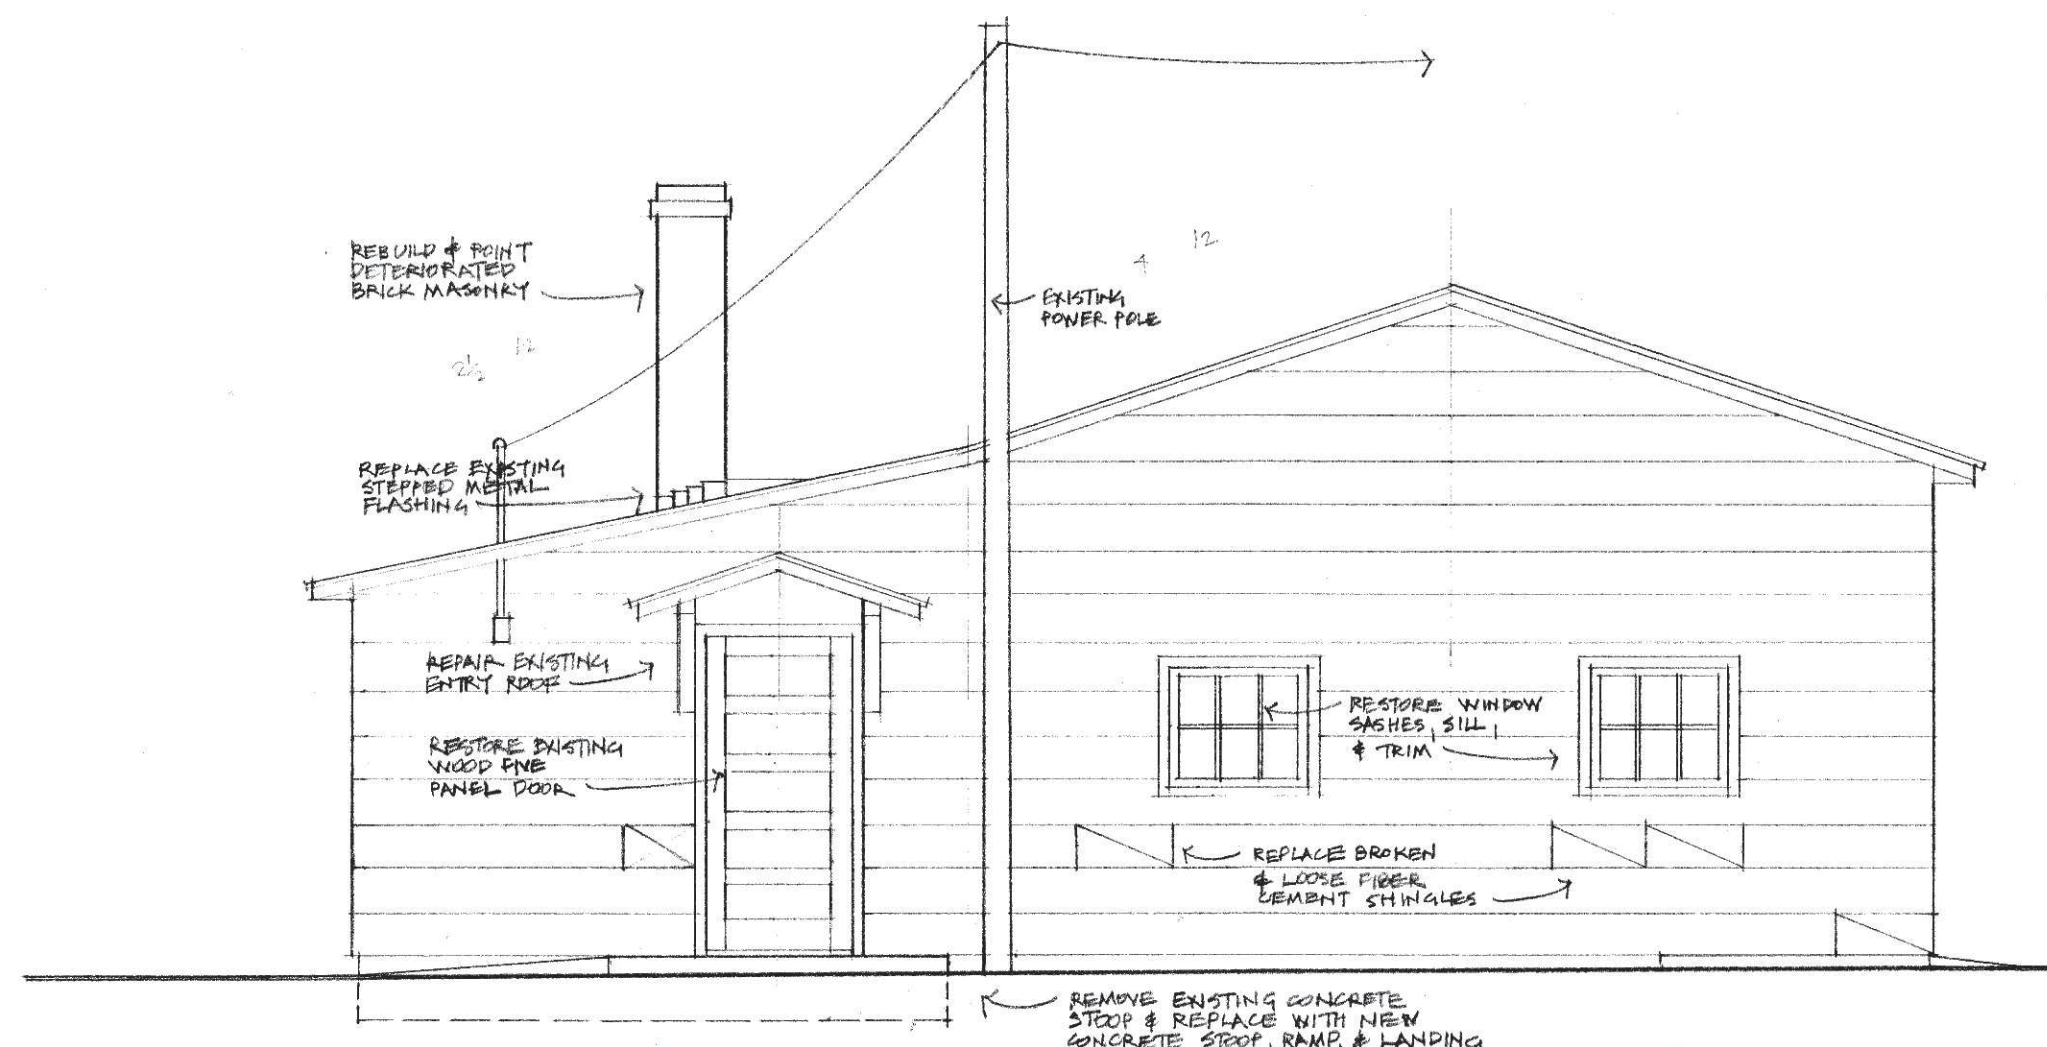 REBUILD & POINT
DETERIORATED
BRICK MASONRY
12
4
EXISTING
POWER POLE
12
2½
REPLACE EXISTING
STEPPED METAL
FLASHING
REPAIR EXISTING
ENTRY ROOF
RESTORE EXISTING
WOOD FIVE
PANEL DOOR
RESTORE WINDOW
SASHES, SILL,
& TRIM
REPLACE BROKEN
& LOOSE FIBER
CEMENT SHINGLES
REMOVE EXISTING CONCRETE
STOOP & REPLACE WITH NEW
CONCRETE STOOP, RAMP, & LANDING